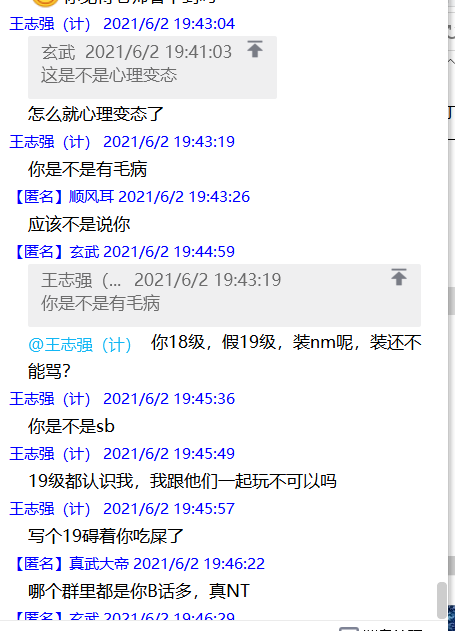 王志强（计） 2021/6/2 19:43:04
玄武 2021/6/2 19:41:03
这是不是心理变态
怎么就心理变态了
王志强（计） 2021/6/2 19:43:19
你是不是有毛病
【匿名】顺风耳 2021/6/2 19:43:26
应该不是说你
【匿名】玄武 2021/6/2 19:44:59
王志强（... 2021/6/2 19:43:19
你是不是有毛病
@王志强（计） 你18级，假19级，装nm呢，装还不
能骂？
王志强（计） 2021/6/2 19:45:36
你是不是sb
王志强（计） 2021/6/2 19:45:49
19级都认识我，我跟他们一起玩不可以吗
王志强（计） 2021/6/2 19:45:57
写个19碍着你吃屎了
【匿名】真武大帝 2021/6/2 19:46:22
哪个群里都是你B话多，真NT
【匿名】玄武 2021/6/2 19:46:29